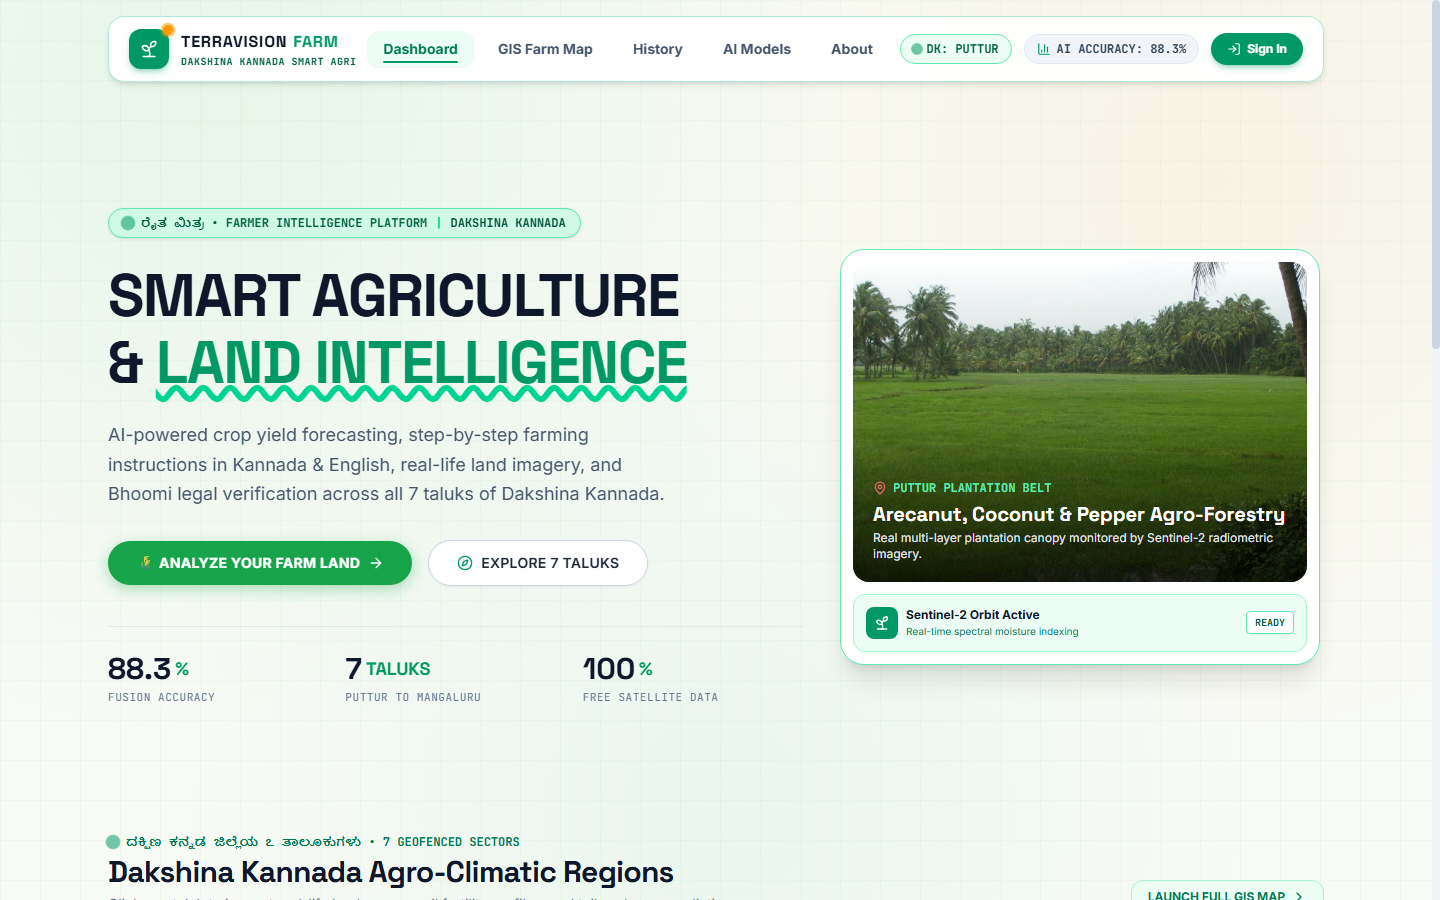 TERRAVISION FARM
DAKSHINA KANNADA SMART AGRI
Dashboard
GIS Farm Map
History
AI Models
About
DK: PUTTUR
AI ACCURACY: 88.3%
Sign In
ರೈತ ಮಿತ್ರ • FARMER INTELLIGENCE PLATFORM | DAKSHINA KANNADA
SMART AGRICULTURE
& LAND INTELLIGENCE
AI-powered crop yield forecasting, step-by-step farming
instructions in Kannada & English, real-life land imagery, and
Bhoomi legal verification across all 7 taluks of Dakshina Kannada.
ANALYZE YOUR FARM LAND
EXPLORE 7 TALUKS
88.3 %
FUSION ACCURACY
7 TALUKS
PUTTUR TO MANGALURU
100 %
FREE SATELLITE DATA
PUTTUR PLANTATION BELT
Arecanut, Coconut & Pepper Agro-Forestry
Real multi-layer plantation canopy monitored by Sentinel-2 radiometric
imagery.
Sentinel-2 Orbit Active
Real-time spectral moisture indexing
READY
ದಕ್ಷಿಣ ಕನ್ನಡ ಜಿಲ್ಲೆಯ ೭ ತಾಲೂಕುಗಳು • 7 GEOFENCED SECTORS
Dakshina Kannada Agro-Climatic Regions
LAUNCH FULL GIS MAP